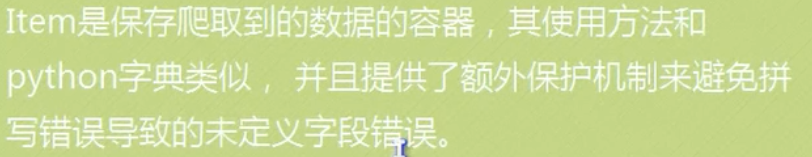 Item是保存爬取到的数据的容器，其使用方法和
python字典类似， 并且提供了额外保护机制来避免拼
写错误导致的未定义字段错误。